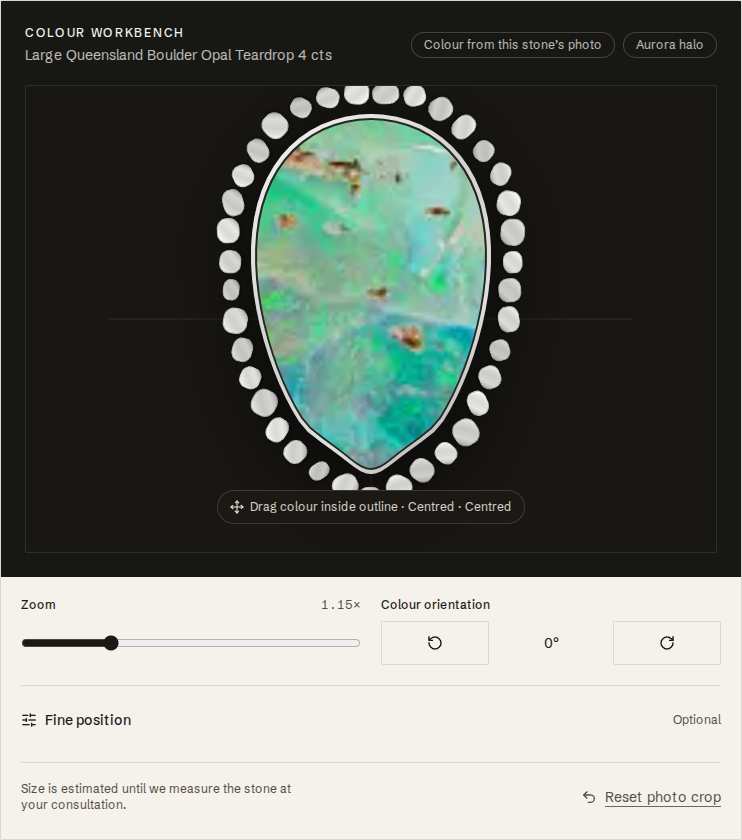 COLOUR WORKBENCH
Large Queensland Boulder Opal Teardrop 4 cts
Colour from this stone's photo
Aurora halo
Drag colour inside outline · Centred · Centred
Zoom
1.15×
Colour orientation
0°
Fine position
Optional
Size is estimated until we measure the stone at
your consultation.
Reset photo crop